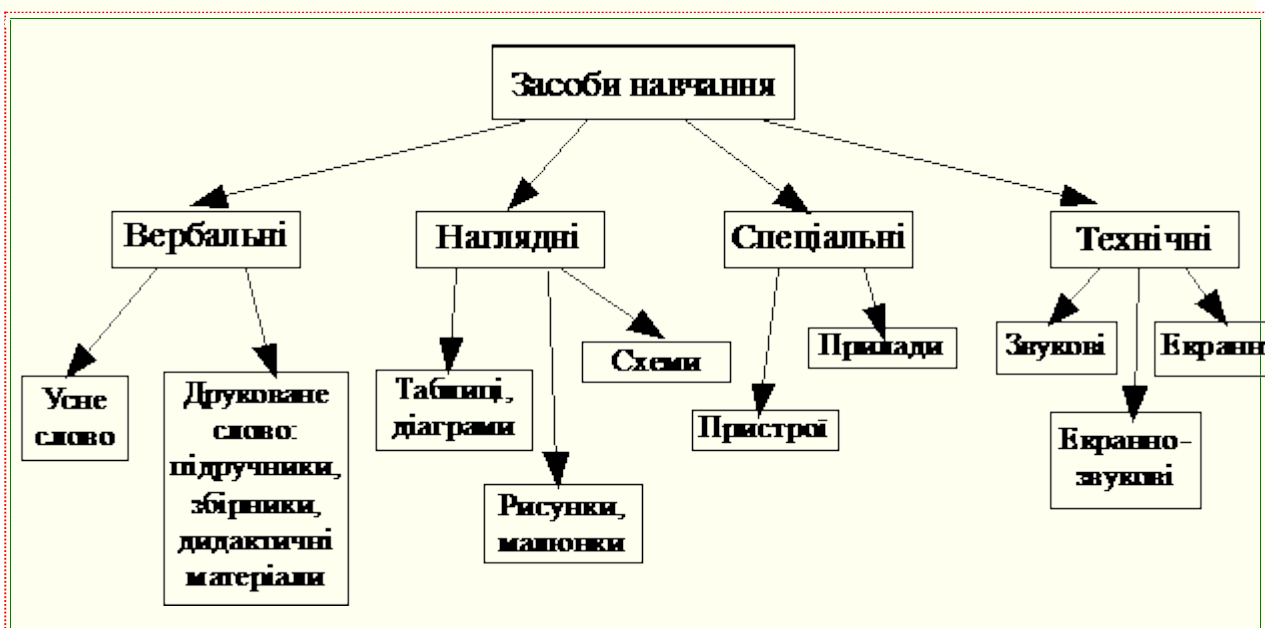 Засоби навчання
Вербальні
Наглядні
Спеціальні
Технічні
Усне
слово
Друковане
слово:
підручники,
збірники,
дидактичні
матеріали
Таблиці,
діаграми
Рисунки,
малюнки
Схеми
Пристрої
Прилади
Звукові
Екранно-
звукові
Екранн